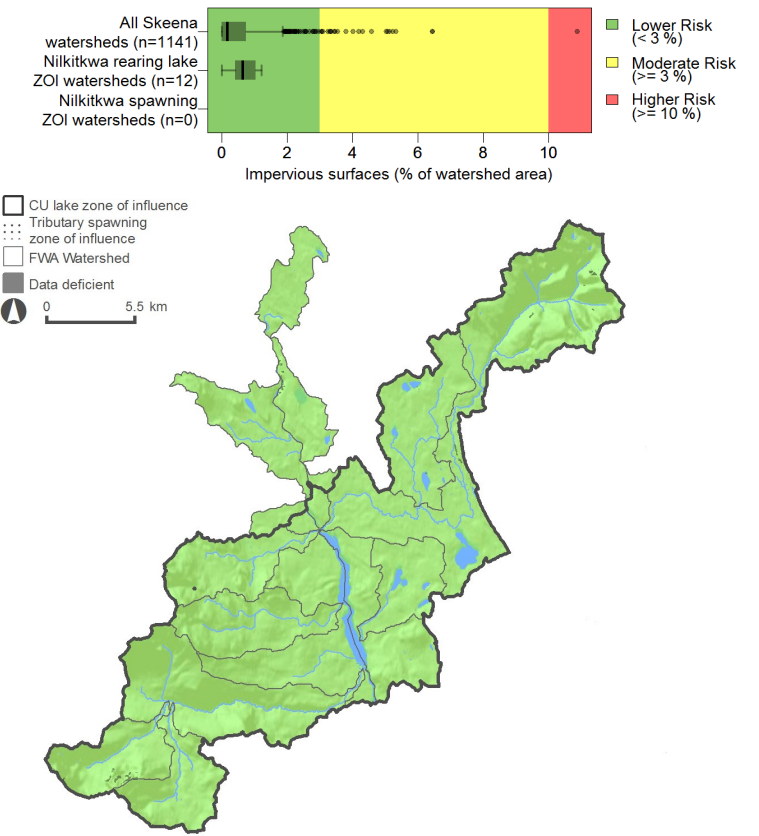 All Skeena
watersheds (n=1141)
Nilkitkwa rearing lake
ZOI watersheds (n=12)
Nilkitkwa spawning
ZOI watersheds (n=0)
0 2 4 6 8 10
Impervious surfaces (% of watershed area)
Lower Risk
(< 3 %)
Moderate Risk
(>= 3 %)
Higher Risk
(>= 10 %)
CU lake zone of influence
Tributary spawning
zone of influence
FWA Watershed
Data deficient
0 5.5 km